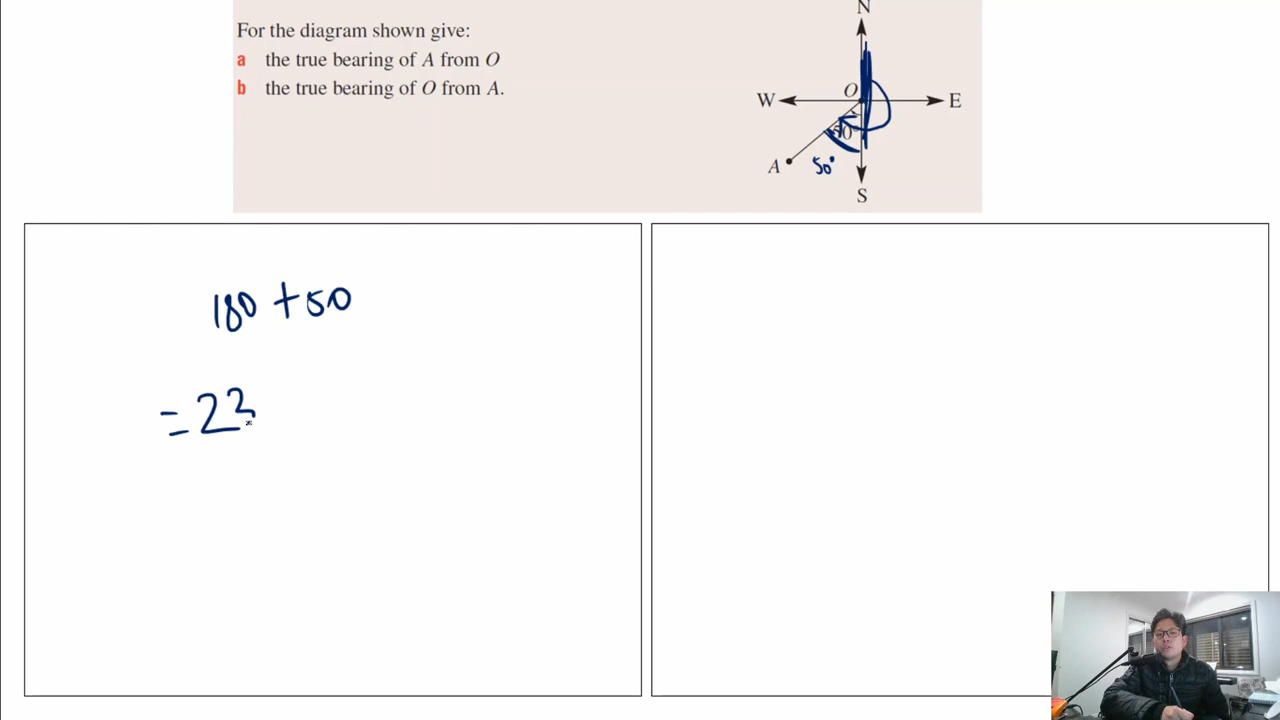 For the diagram shown give:
a the true bearing of A from O
b the true bearing of O from A.
N
O
W
E
A
50°
S
180 + 50
= 23